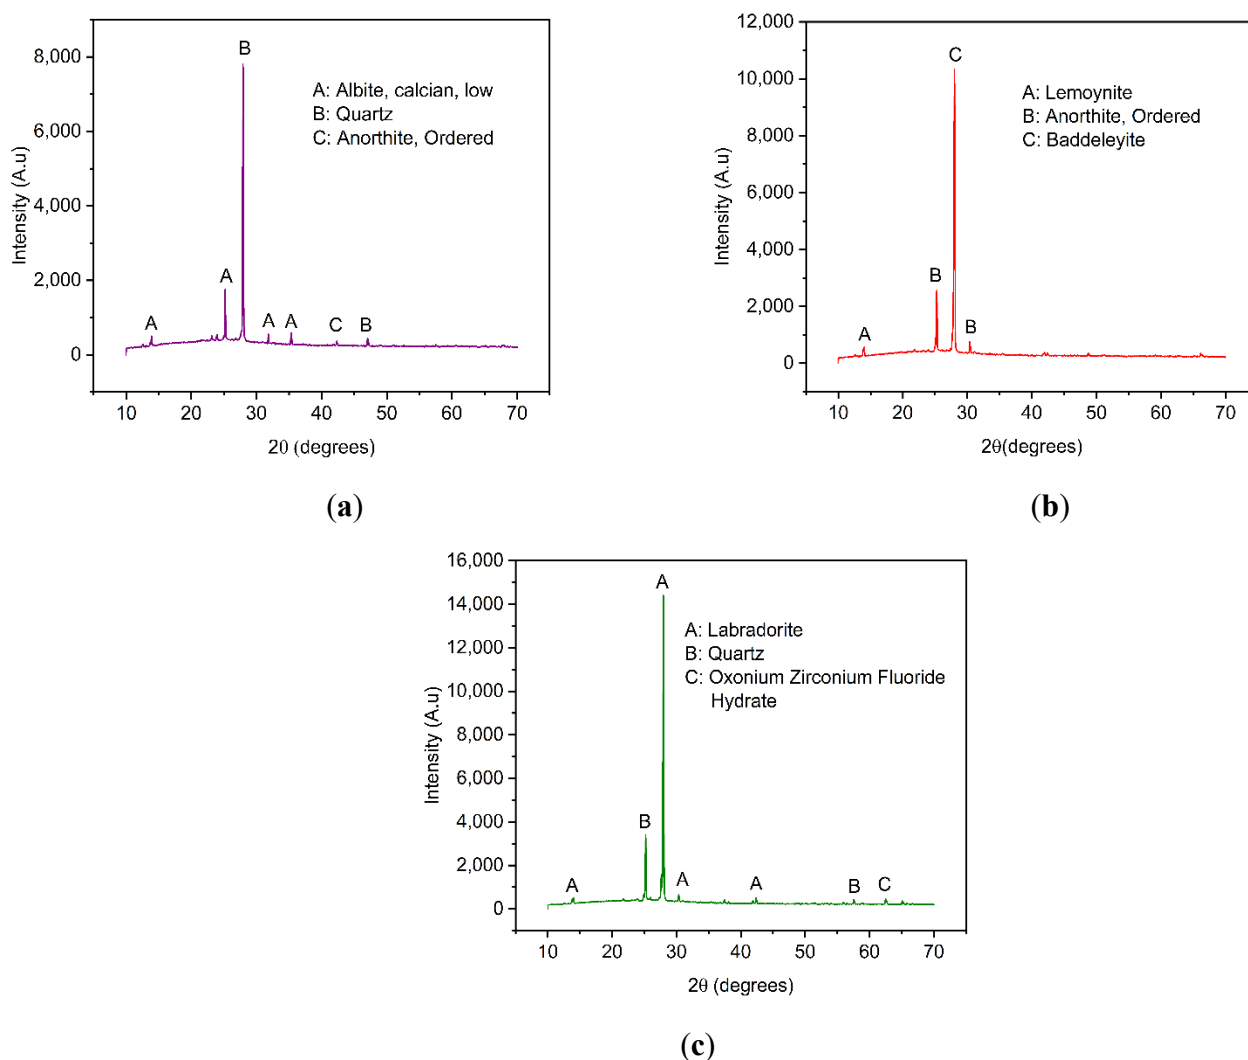 8,000
6,000
4,000
2,000
0
Intensity (A.u)
B
A
A
A
A
C
B
A: Albite, calcian, low
B: Quartz
C: Anorthite, Ordered
10 20 30 40 50 60 70
2θ (degrees)
(a)
12,000
10,000
8,000
6,000
4,000
2,000
0
Intensity (A.u)
C
B
A
B
A: Lemoynite
B: Anorthite, Ordered
C: Baddeleyite
10 20 30 40 50 60 70
2θ(degrees)
(b)
16,000
14,000
12,000
10,000
8,000
6,000
4,000
2,000
0
Intensity (A.u)
A
B
A
A
A
B
C
A: Labradorite
B: Quartz
C: Oxonium Zirconium Fluoride
Hydrate
10 20 30 40 50 60 70
2θ (degrees)
(c)